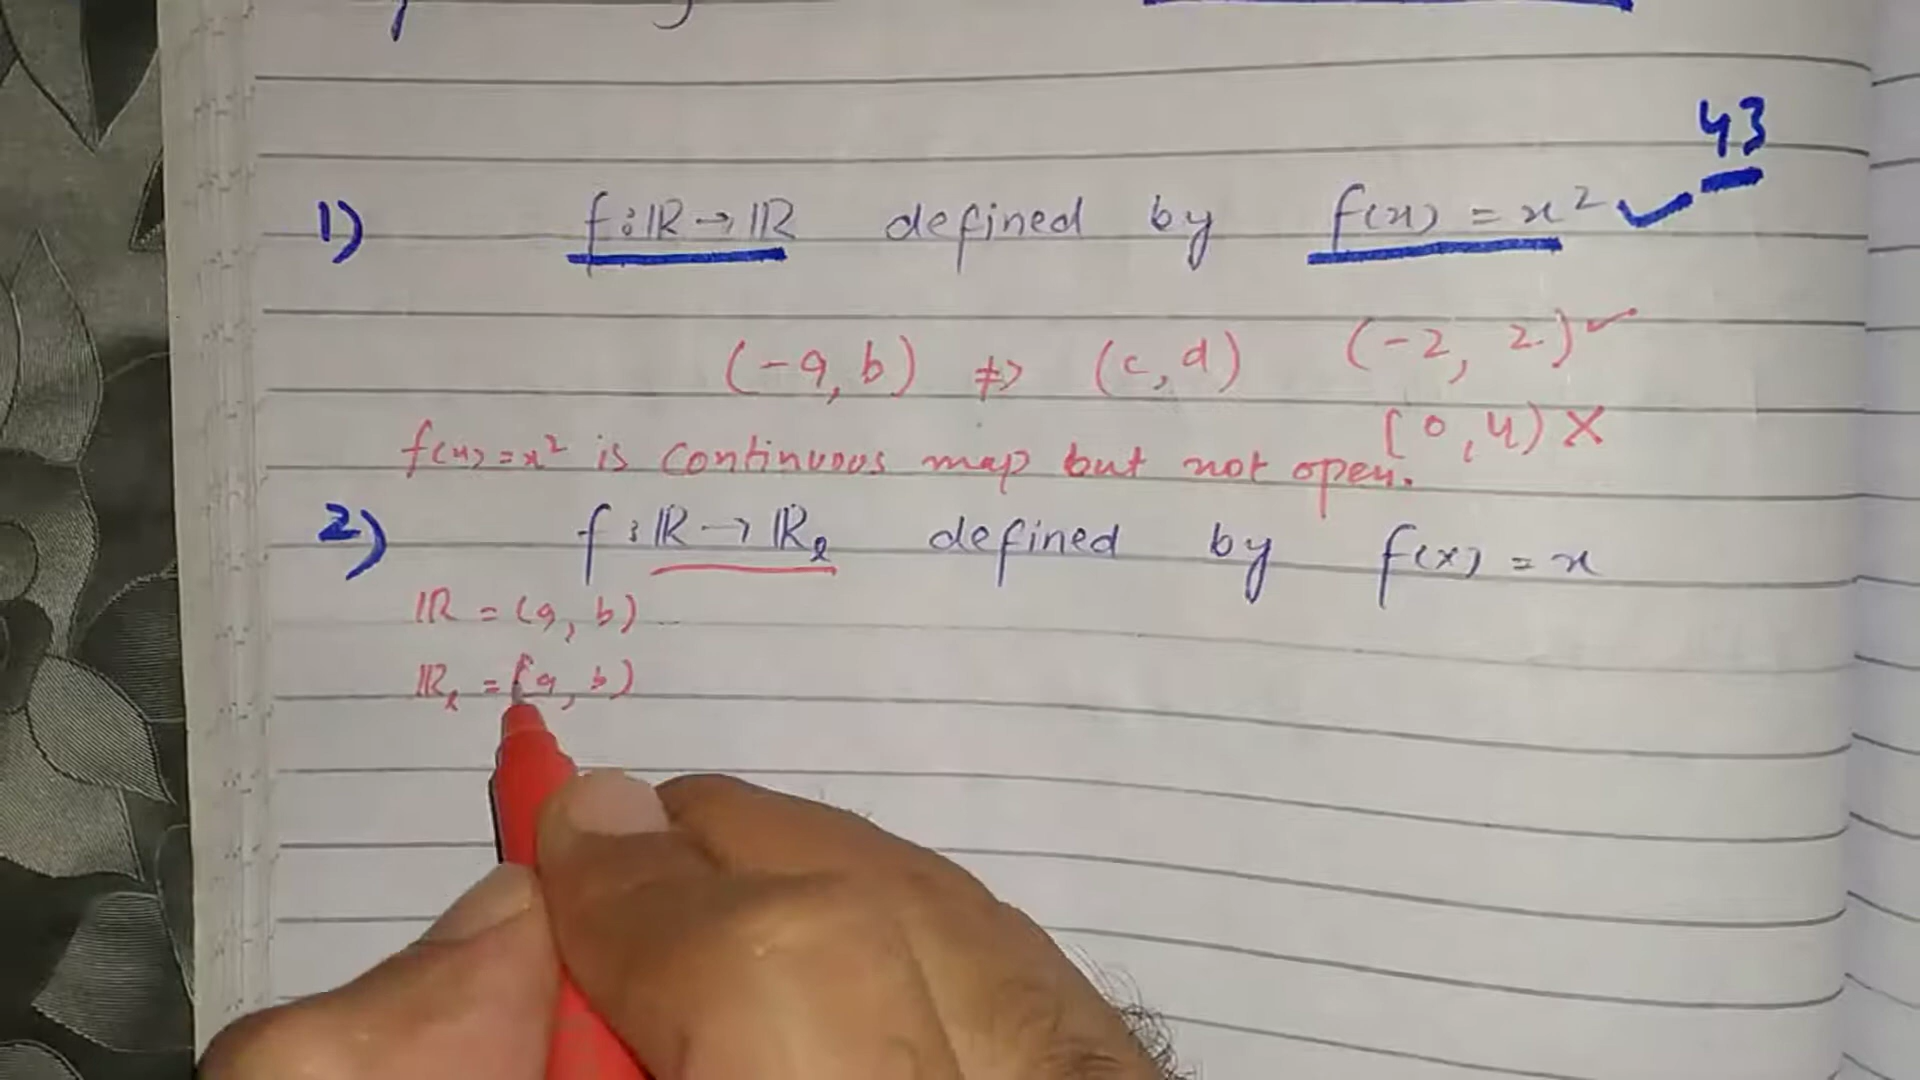 43
1) f : ℝ → ℝ defined by f(x) = x²
(-a, b) ⇏ (c, d) (-2, 2)
[0, 4) X
f(x) = x² is continuous map but not open.
2) f : ℝ → ℝℓ defined by f(x) = x
ℝ = (a, b)
ℝℓ = [a, b)